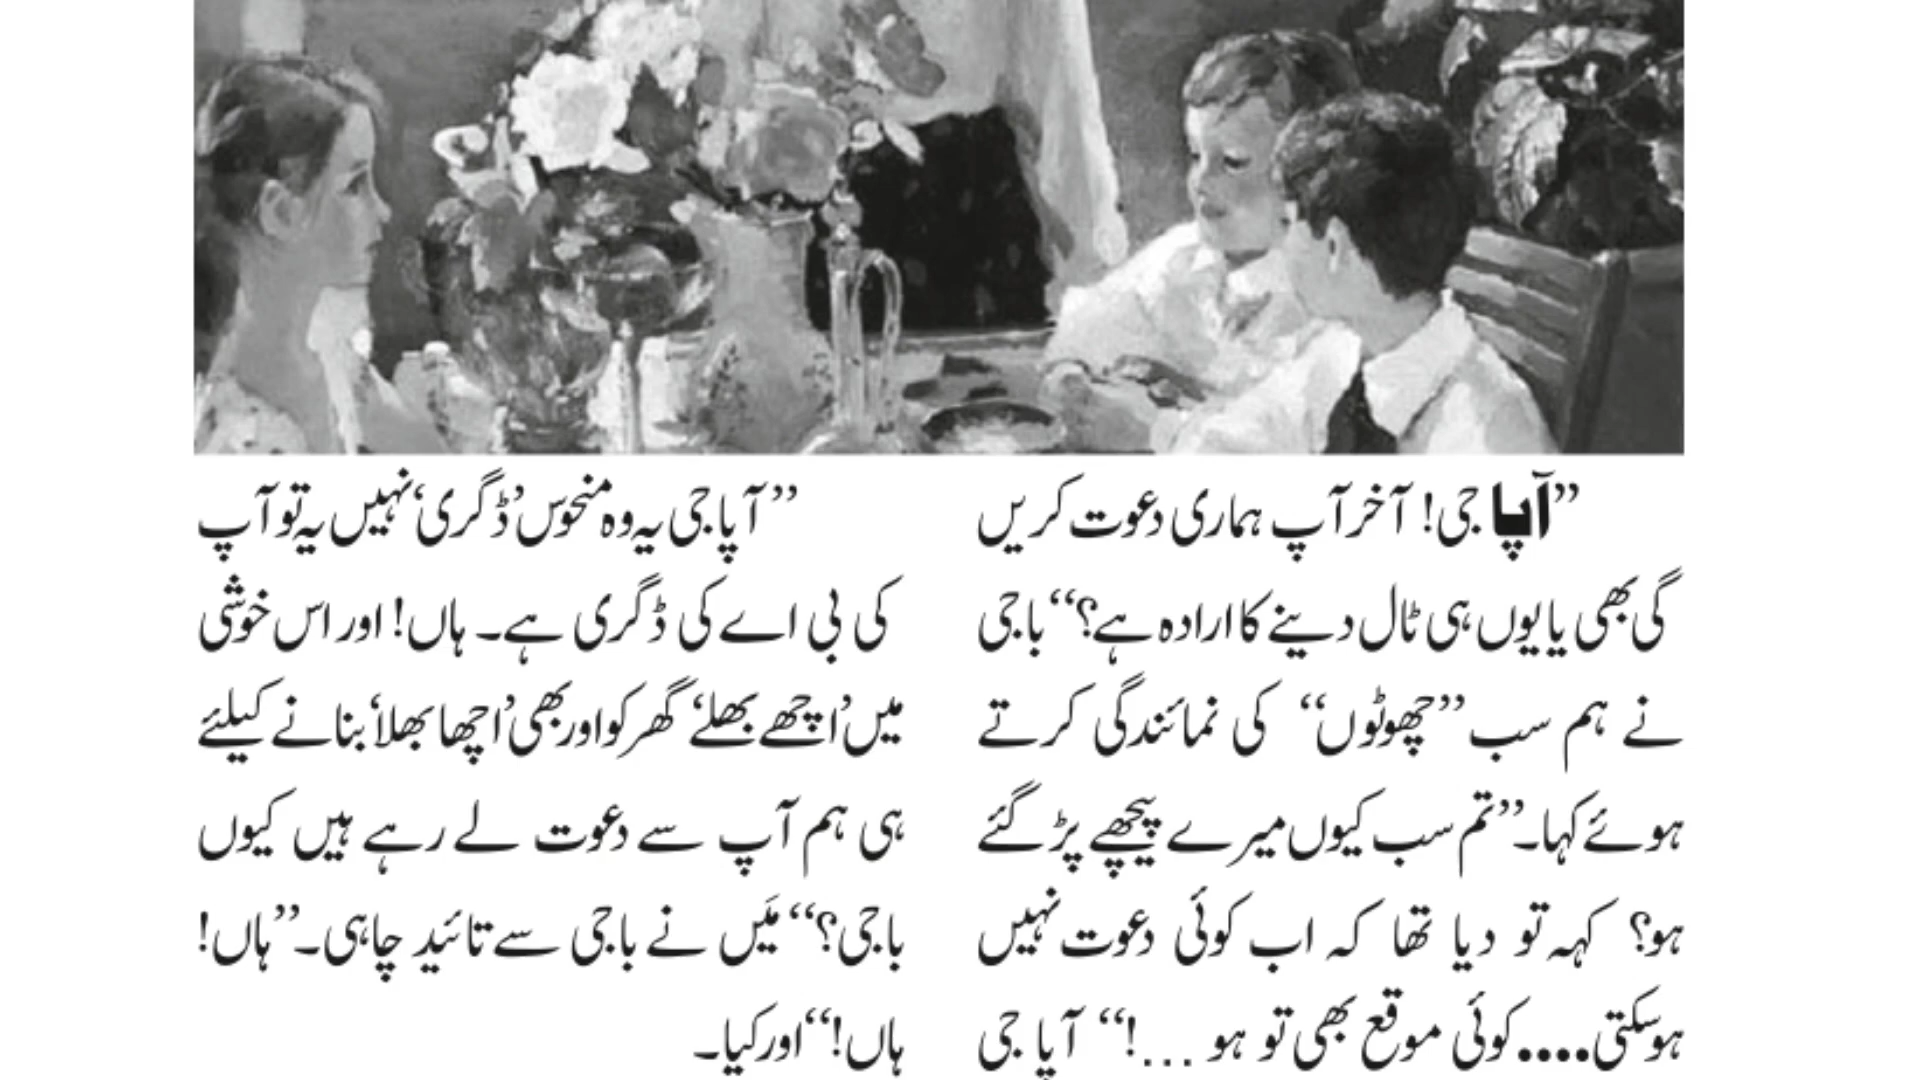 ”آپا جی! آخر آپ ہماری دعوت کریں
گی بھی یا یوں ہی ٹال دینے کا ارادہ ہے؟“ باجی
نے ہم سب ”چھوٹوں“ کی نمائندگی کرتے
ہوئے کہا۔ ”تم سب کیوں میرے پیچھے پڑ گئے
ہو؟ کہہ تو دیا تھا کہ اب کوئی دعوت نہیں
ہوسکتی.... کوئی موقع بھی تو ہو ...!“ آپا جی
”آپا جی یہ وہ منحوس ’ڈگری‘ نہیں یہ تو آپ
کی بی اے کی ڈگری ہے۔ ہاں! اور اس خوشی
میں ’اچھے بھلے‘ گھر کو اور بھی ’اچھا بھلا‘ بنانے کیلئے
ہی ہم آپ سے دعوت لے رہے ہیں کیوں
باجی؟“ مَیں نے باجی سے تائید چاہی۔ ”ہاں!
ہاں!“ اور کیا۔